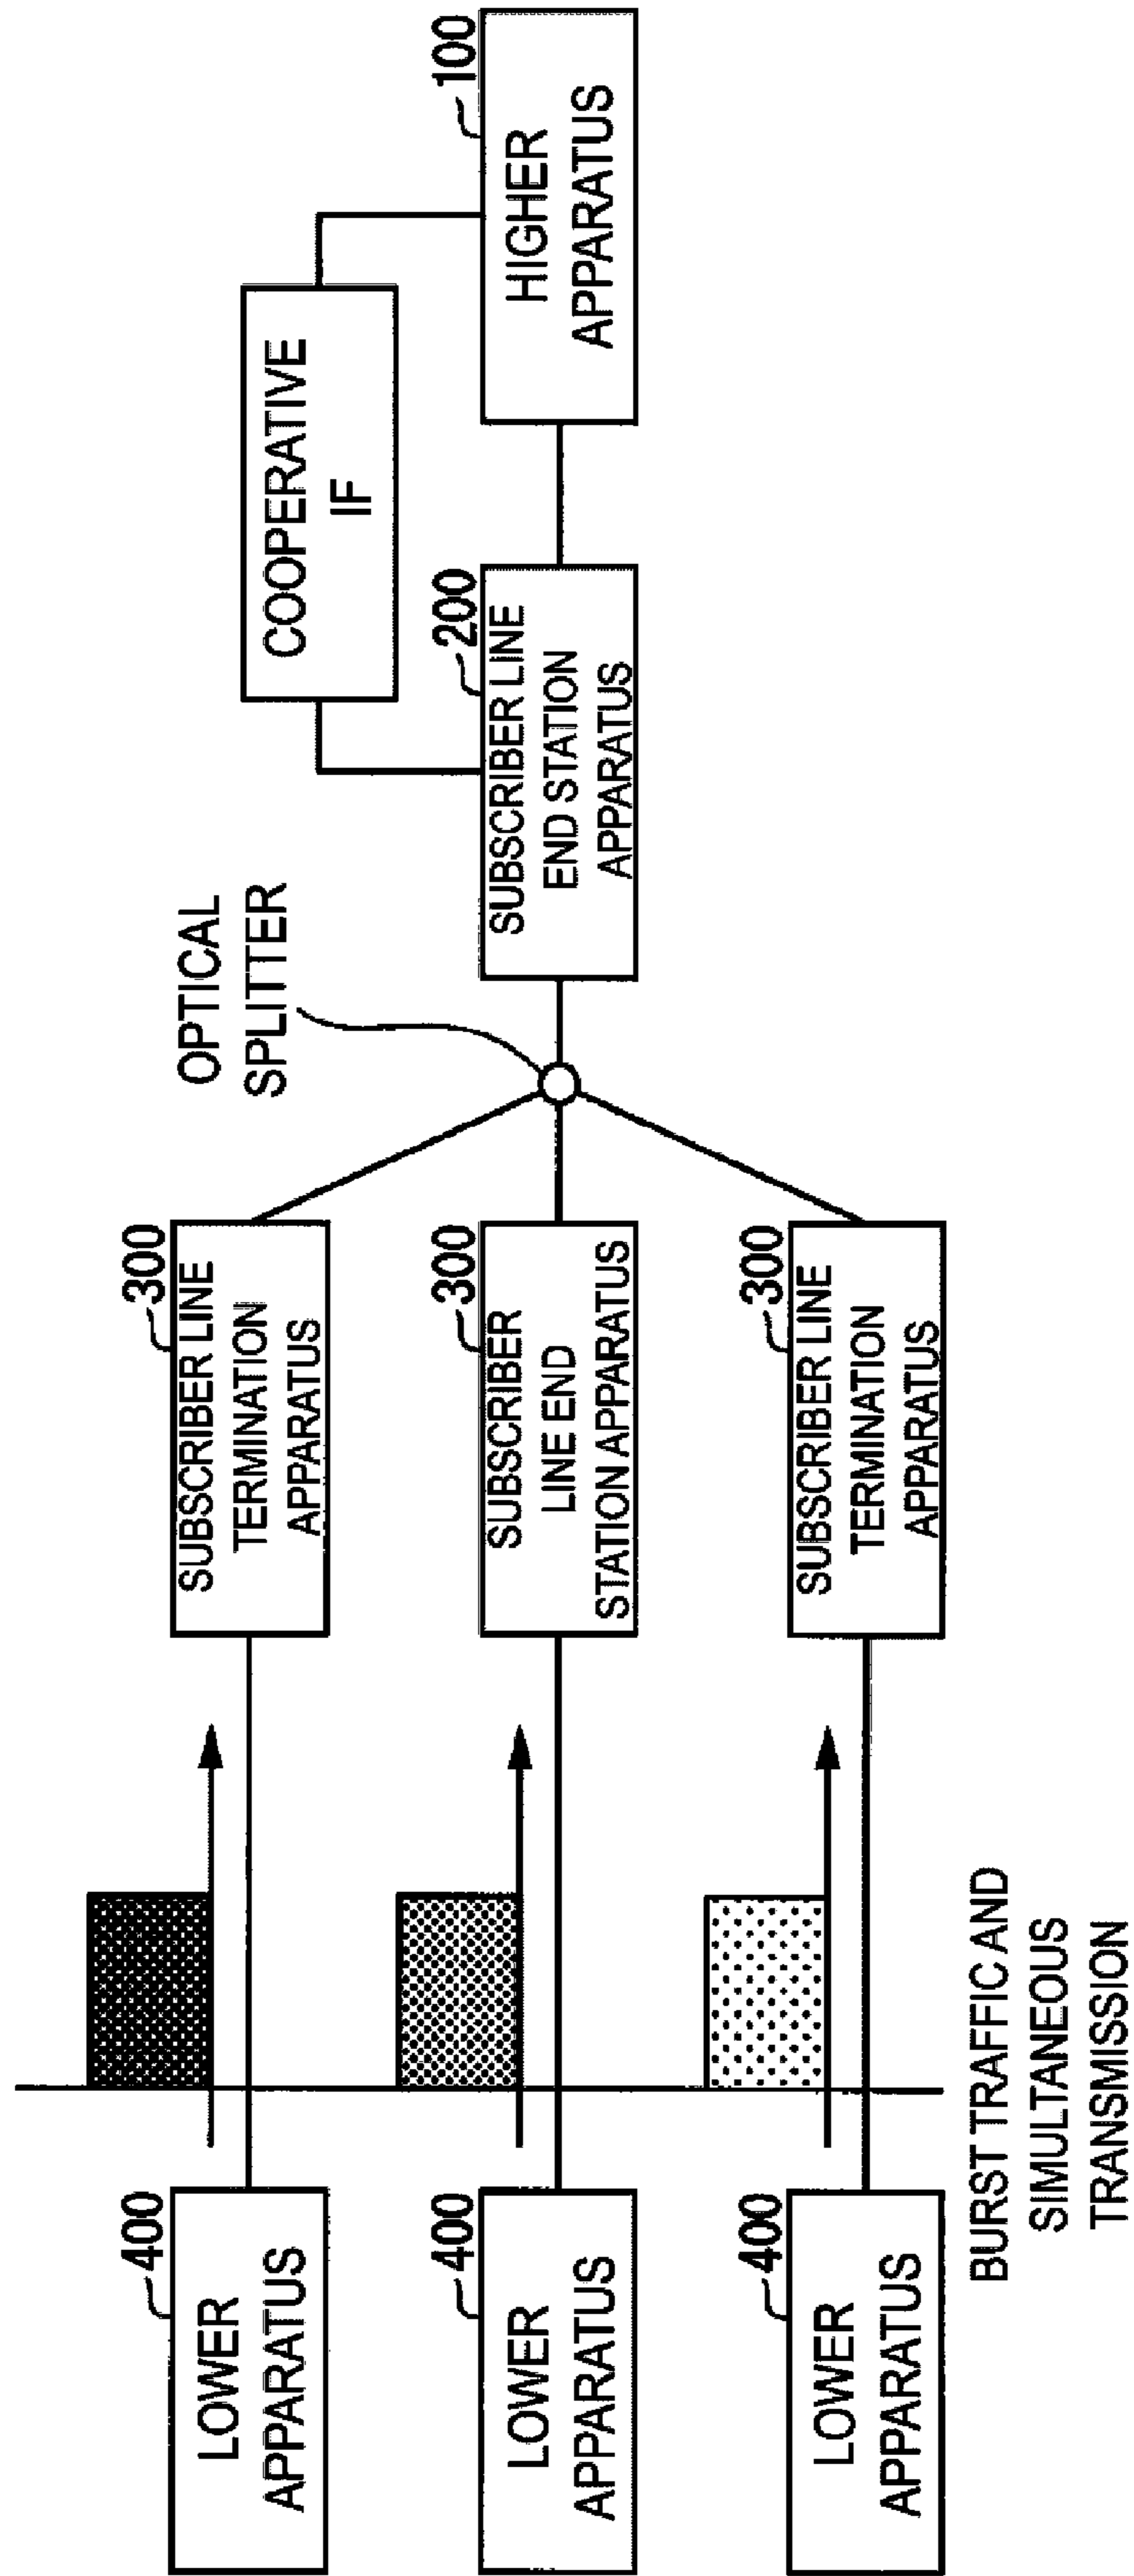 400
LOWER
APPARATUS
300
SUBSCRIBER LINE
TERMINATION
APPARATUS
OPTICAL
SPLITTER
COOPERATIVE
IF
400
LOWER
APPARATUS
300
SUBSCRIBER
LINE END
STATION APPARATUS
200
SUBSCRIBER LINE
END STATION
APPARATUS
100
HIGHER
APPARATUS
400
LOWER
APPARATUS
300
SUBSCRIBER LINE
TERMINATION
APPARATUS
BURST TRAFFIC AND
SIMULTANEOUS
TRANSMISSION